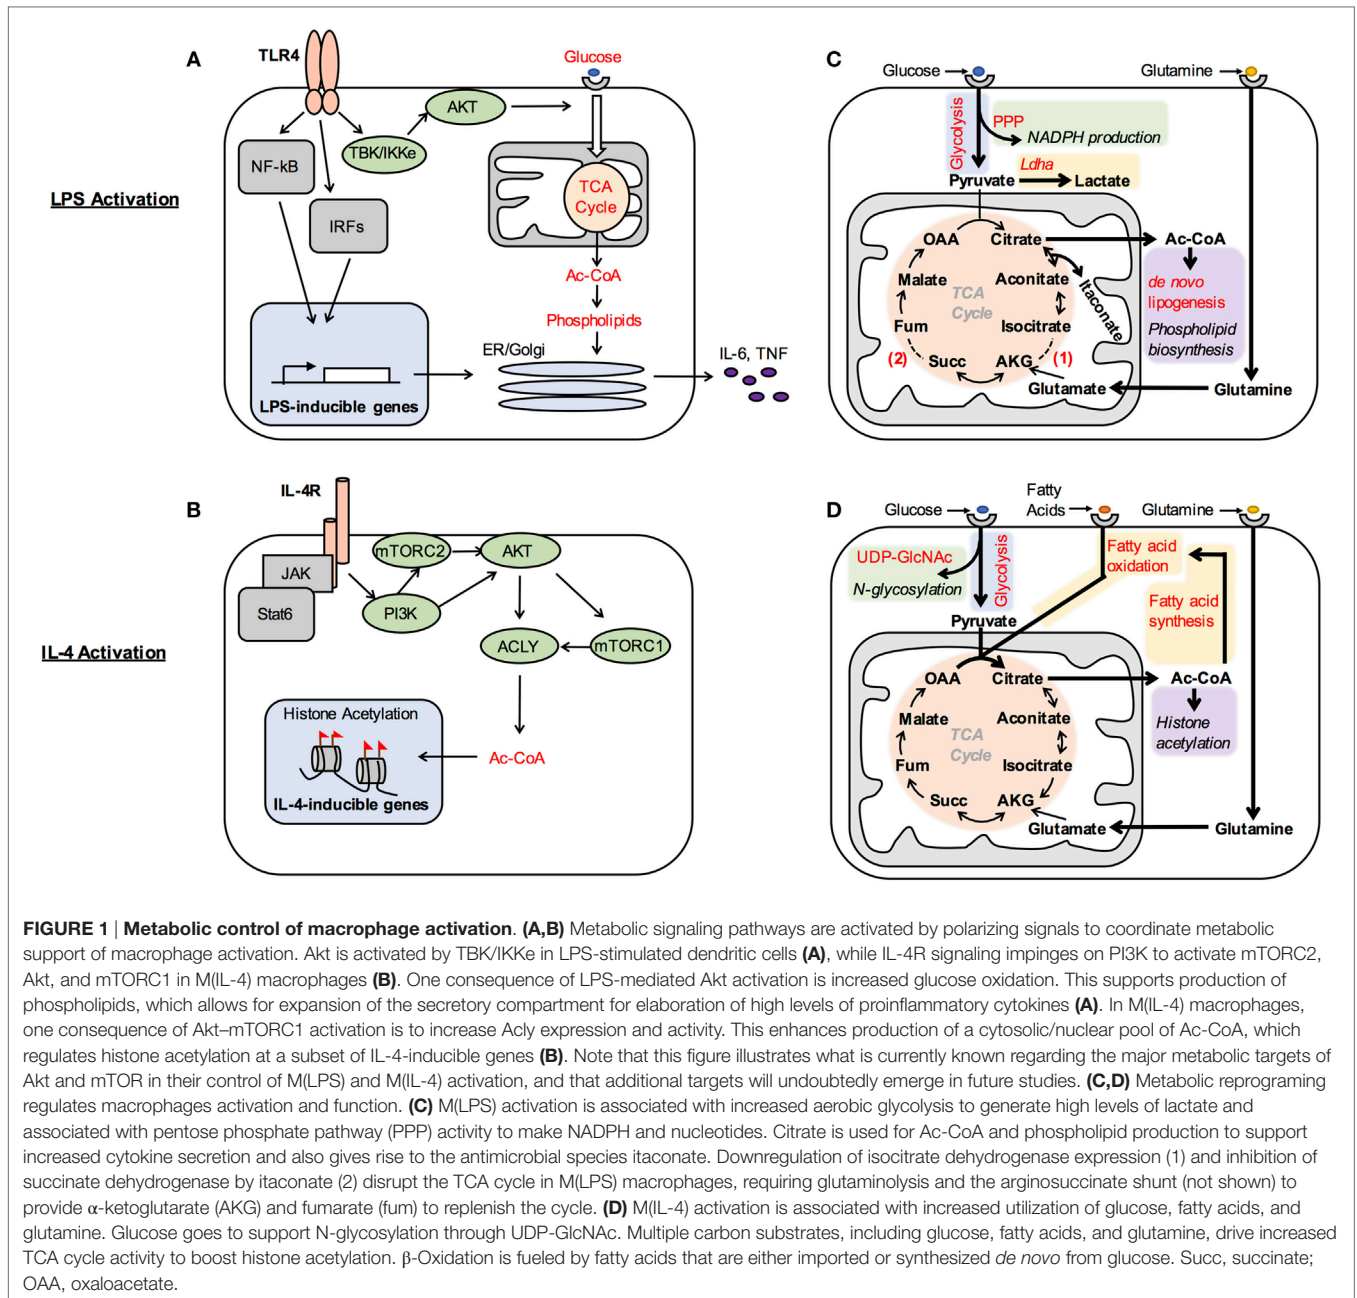 LPS Activation
A
TLR4
Glucose
AKT
TBK/IKKe
NF-kB
IRFs
TCA
Cycle
Ac-CoA
Phospholipids
ER/Golgi
IL-6, TNF
LPS-inducible genes
C
Glucose
Glutamine
Glycolysis
PPP
NADPH production
Ldha
Pyruvate
Lactate
OAA
Citrate
Ac-CoA
Malate
Aconitate
Itaconate
de novo
lipogenesis
TCA
Cycle
Fum
Isocitrate
Phospholipid
biosynthesis
(2)
Succ
AKG
(1)
Glutamate
Glutamine
IL-4 Activation
B
IL-4R
JAK
Stat6
mTORC2
AKT
PI3K
ACLY
mTORC1
Histone Acetylation
Ac-CoA
IL-4-inducible genes
D
Glucose
Fatty
Acids
Glutamine
UDP-GlcNAc
N-glycosylation
Glycolysis
Fatty acid
oxidation
Fatty acid
synthesis
Pyruvate
OAA
Citrate
Ac-CoA
Malate
Aconitate
Histone
acetylation
TCA
Cycle
Fum
Isocitrate
Succ
AKG
Glutamate
Glutamine
FIGURE 1 | Metabolic control of macrophage activation. (A,B) Metabolic signaling pathways are activated by polarizing signals to coordinate metabolic
support of macrophage activation. Akt is activated by TBK/IKKe in LPS-stimulated dendritic cells (A), while IL-4R signaling impinges on PI3K to activate mTORC2,
Akt, and mTORC1 in M(IL-4) macrophages (B). One consequence of LPS-mediated Akt activation is increased glucose oxidation. This supports production of
phospholipids, which allows for expansion of the secretory compartment for elaboration of high levels of proinflammatory cytokines (A). In M(IL-4) macrophages,
one consequence of Akt–mTORC1 activation is to increase Acly expression and activity. This enhances production of a cytosolic/nuclear pool of Ac-CoA, which
regulates histone acetylation at a subset of IL-4-inducible genes (B). Note that this figure illustrates what is currently known regarding the major metabolic targets of
Akt and mTOR in their control of M(LPS) and M(IL-4) activation, and that additional targets will undoubtedly emerge in future studies. (C,D) Metabolic reprograming
regulates macrophages activation and function. (C) M(LPS) activation is associated with increased aerobic glycolysis to generate high levels of lactate and
associated with pentose phosphate pathway (PPP) activity to make NADPH and nucleotides. Citrate is used for Ac-CoA and phospholipid production to support
increased cytokine secretion and also gives rise to the antimicrobial species itaconate. Downregulation of isocitrate dehydrogenase expression (1) and inhibition of
succinate dehydrogenase by itaconate (2) disrupt the TCA cycle in M(LPS) macrophages, requiring glutaminolysis and the arginosuccinate shunt (not shown) to
provide α-ketoglutarate (AKG) and fumarate (fum) to replenish the cycle. (D) M(IL-4) activation is associated with increased utilization of glucose, fatty acids, and
glutamine. Glucose goes to support N-glycosylation through UDP-GlcNAc. Multiple carbon substrates, including glucose, fatty acids, and glutamine, drive increased
TCA cycle activity to boost histone acetylation. β-Oxidation is fueled by fatty acids that are either imported or synthesized de novo from glucose. Succ, succinate;
OAA, oxaloacetate.